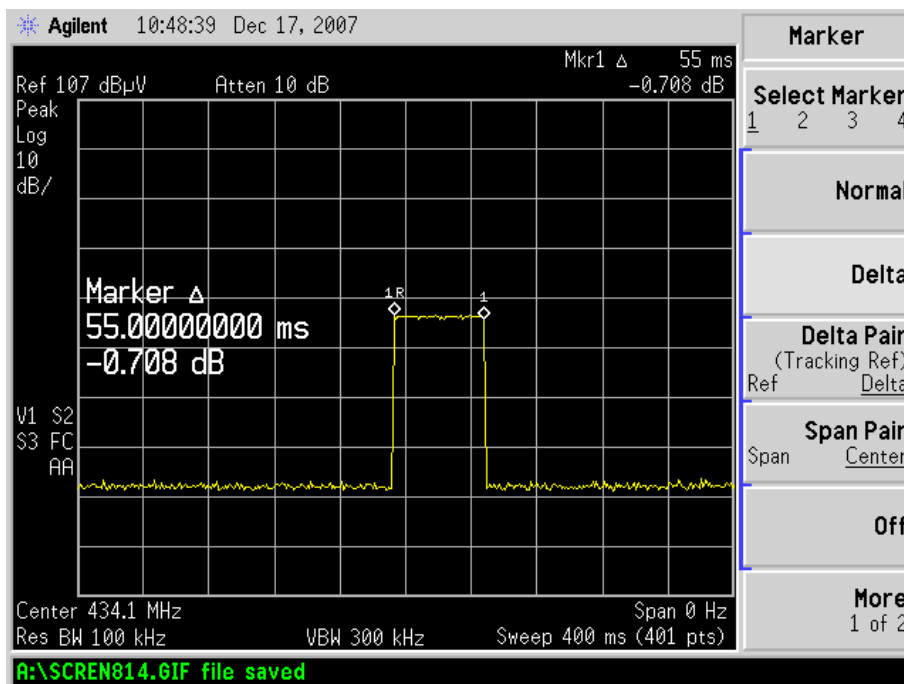 Agilent 10:48:39 Dec 17, 2007
Mkr1 Δ 55 ms
Ref 107 dBµV Atten 10 dB -0.708 dB
Peak
Log
10
dB/
Marker Δ
55.00000000 ms
-0.708 dB
1R
1
V1 S2
S3 FC
AA
Center 434.1 MHz Span 0 Hz
Res BW 100 kHz VBW 300 kHz Sweep 400 ms (401 pts)
A:\SCREN814.GIF file saved
Marker
Select Marker
1 2 3 4
Normal
Delta
Delta Pair
(Tracking Ref)
Ref Delta
Span Pair
Span Center
Off
More
1 of 2